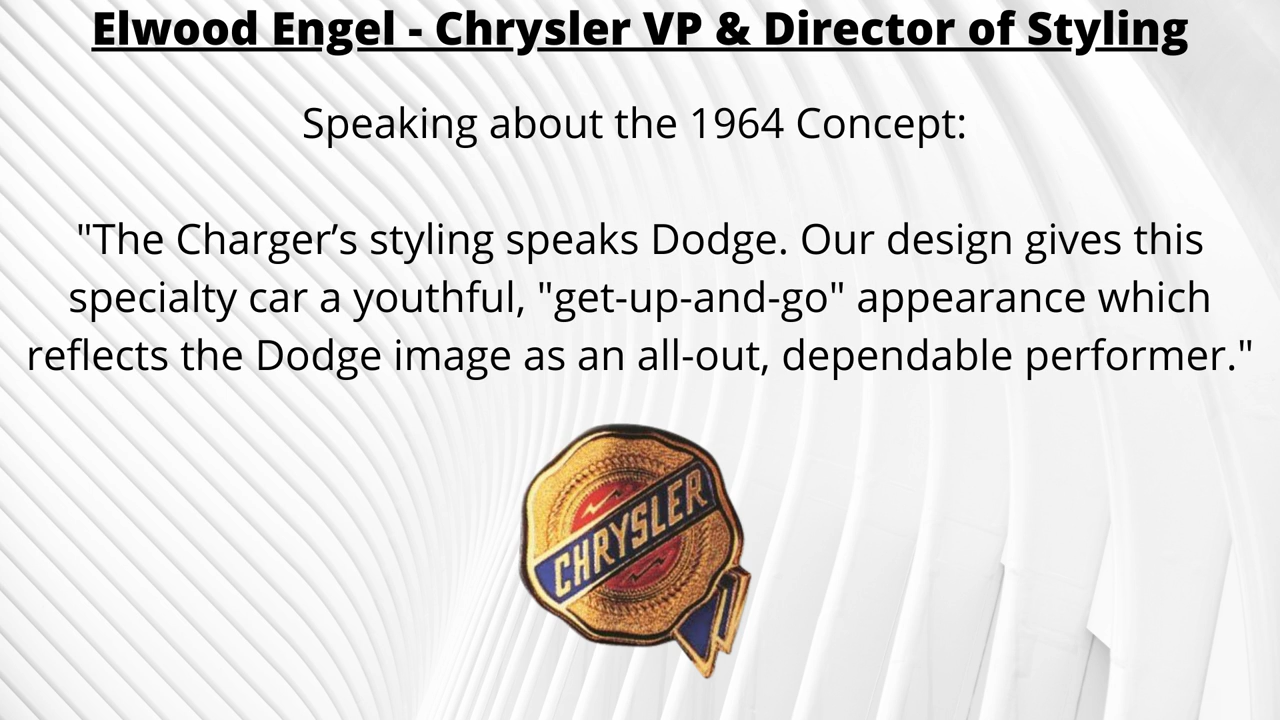 Elwood Engel - Chrysler VP & Director of Styling
Speaking about the 1964 Concept:
"The Charger’s styling speaks Dodge. Our design gives this
specialty car a youthful, "get-up-and-go" appearance which
reflects the Dodge image as an all-out, dependable performer."
CHRYSLER